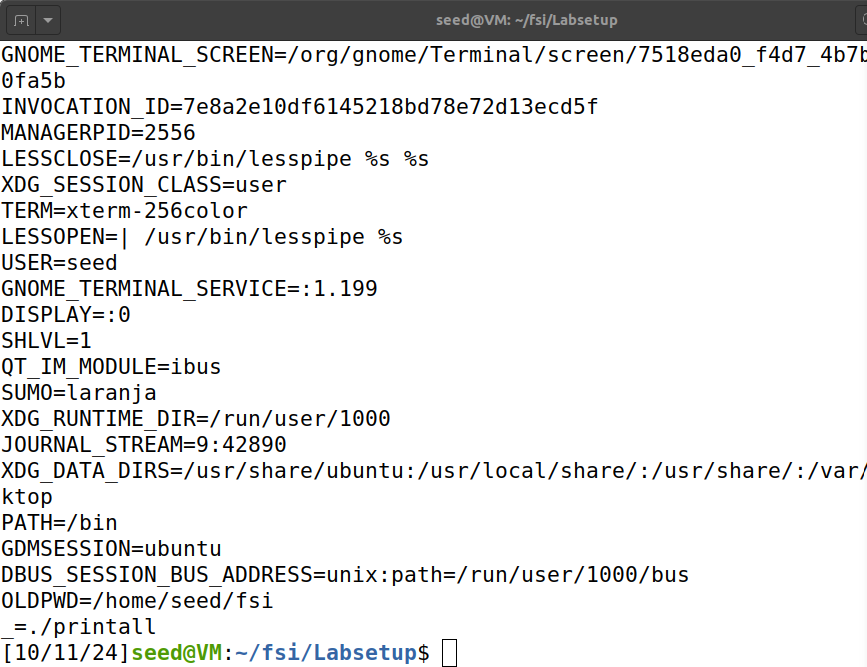 seed@VM: ~/fsi/Labsetup
GNOME_TERMINAL_SCREEN=/org/gnome/Terminal/screen/7518eda0_f4d7_4b7b
0fa5b
INVOCATION_ID=7e8a2e10df6145218bd78e72d13ecd5f
MANAGERPID=2556
LESSCLOSE=/usr/bin/lesspipe %s %s
XDG_SESSION_CLASS=user
TERM=xterm-256color
LESSOPEN=| /usr/bin/lesspipe %s
USER=seed
GNOME_TERMINAL_SERVICE=:1.199
DISPLAY=:0
SHLVL=1
QT_IM_MODULE=ibus
SUMO=laranja
XDG_RUNTIME_DIR=/run/user/1000
JOURNAL_STREAM=9:42890
XDG_DATA_DIRS=/usr/share/ubuntu:/usr/local/share/:/usr/share/:/var/
ktop
PATH=/bin
GDMSESSION=ubuntu
DBUS_SESSION_BUS_ADDRESS=unix:path=/run/user/1000/bus
OLDPWD=/home/seed/fsi
_=./printall
[10/11/24]seed@VM:~/fsi/Labsetup$